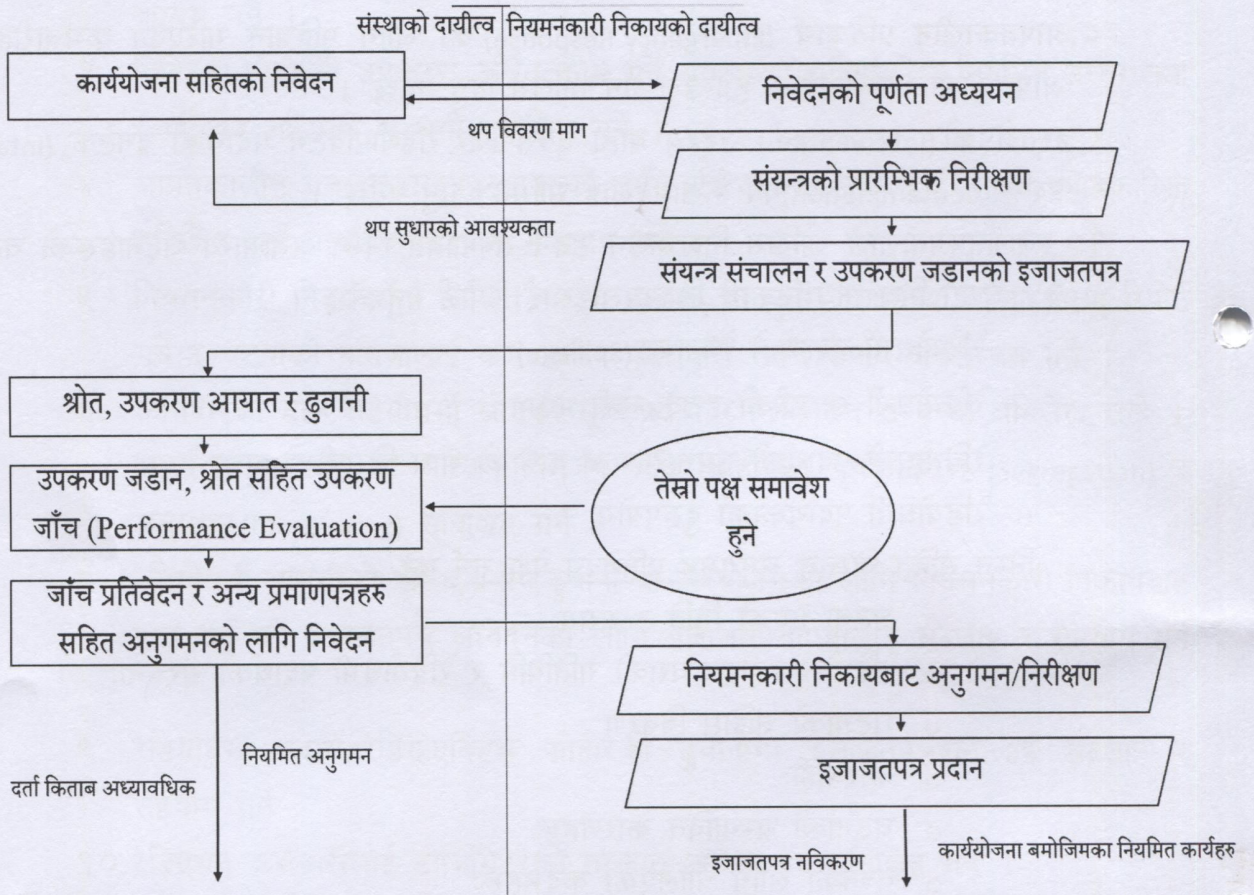 संस्थाको दायीत्व नियमनकारी निकायको दायीत्व
कार्ययोजना सहितको निवेदन
निवेदनको पूर्णता अध्ययन
थप विवरण माग
संयन्त्रको प्रारम्भिक निरीक्षण
थप सुधारको आवश्यकता
संयन्त्र संचालन र उपकरण जडानको इजाजतपत्र
श्रोत, उपकरण आयात र ढुवानी
उपकरण जडान, श्रोत सहित उपकरण
जाँच (Performance Evaluation)
तेस्रो पक्ष समावेश
हुने
जाँच प्रतिवेदन र अन्य प्रमाणपत्रहरु
सहित अनुगमनको लागि निवेदन
नियमनकारी निकायबाट अनुगमन/निरीक्षण
नियमित अनुगमन
दर्ता किताब अध्यावधिक
इजाजतपत्र प्रदान
इजाजतपत्र नविकरण
कार्ययोजना बमोजिमका नियमित कार्यहरु